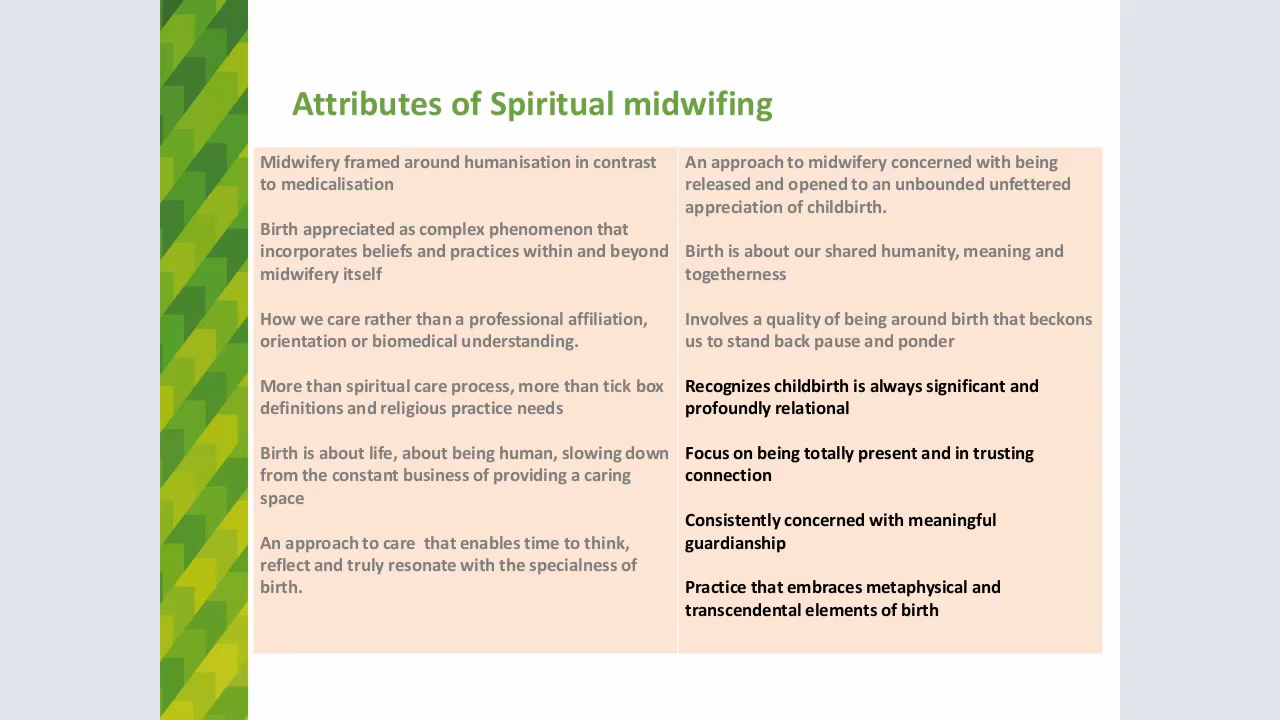 Attributes of Spiritual midwifing
Midwifery framed around humanisation in contrast
to medicalisation
Birth appreciated as complex phenomenon that
incorporates beliefs and practices within and beyond
midwifery itself
How we care rather than a professional affiliation,
orientation or biomedical understanding.
More than spiritual care process, more than tick box
definitions and religious practice needs
Birth is about life, about being human, slowing down
from the constant business of providing a caring
space
An approach to care  that enables time to think,
reflect and truly resonate with the specialness of
birth.
An approach to midwifery concerned with being
released and opened to an unbounded unfettered
appreciation of childbirth.
Birth is about our shared humanity, meaning and
togetherness
Involves a quality of being around birth that beckons
us to stand back pause and ponder
Recognizes childbirth is always significant and
profoundly relational
Focus on being totally present and in trusting
connection
Consistently concerned with meaningful
guardianship
Practice that embraces metaphysical and
transcendental elements of birth